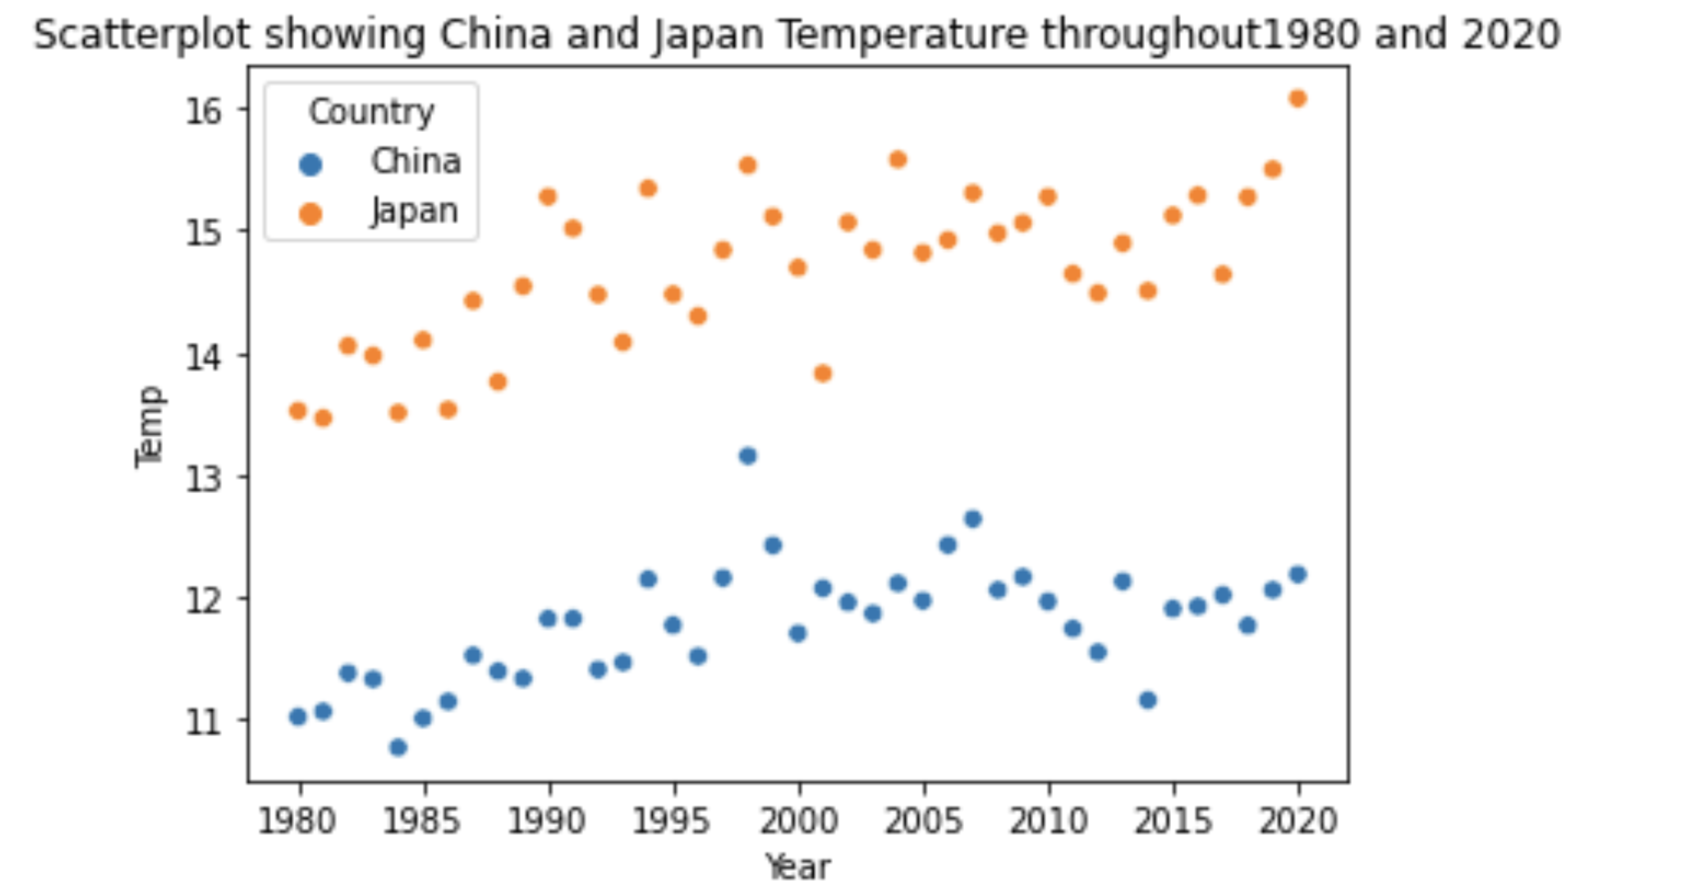 Scatterplot showing China and Japan Temperature throughout1980 and 2020
Country
China
Japan
16
15
14
13
12
11
Temp
1980 1985 1990 1995 2000 2005 2010 2015 2020
Year